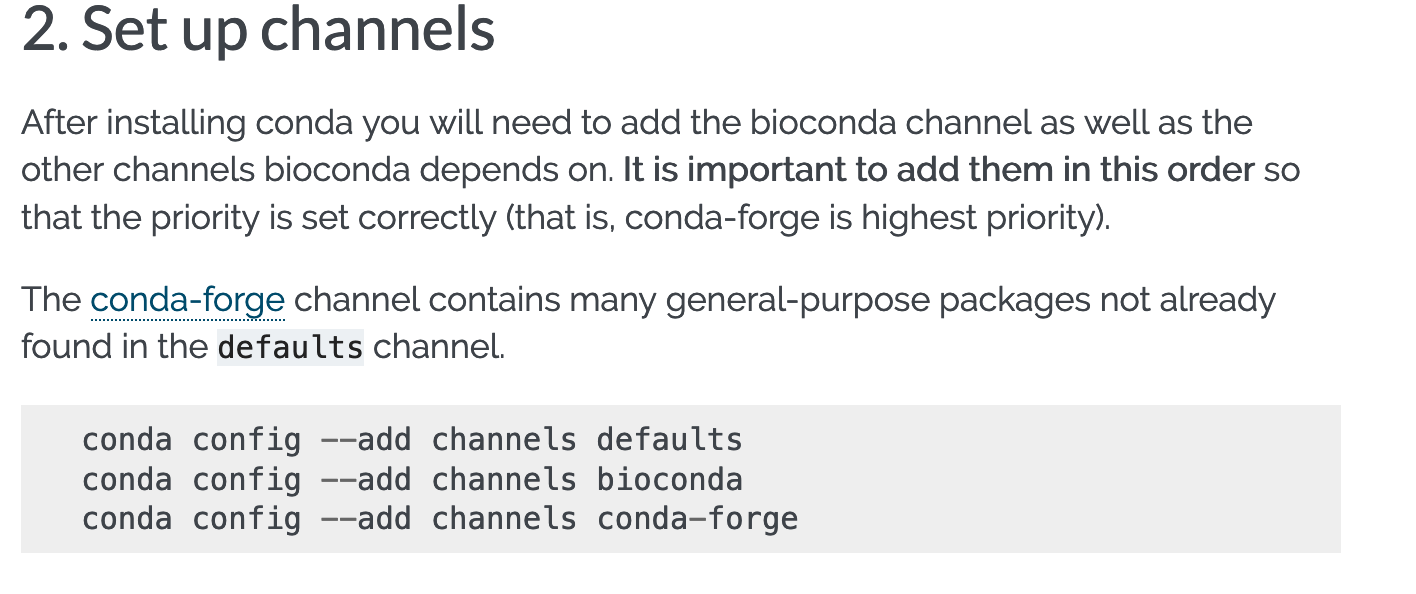 2. Set up channels
After installing conda you will need to add the bioconda channel as well as the
other channels bioconda depends on. It is important to add them in this order so
that the priority is set correctly (that is, conda-forge is highest priority).
The conda-forge channel contains many general-purpose packages not already
found in the defaults channel.
conda config --add channels defaults
conda config --add channels bioconda
conda config --add channels conda-forge